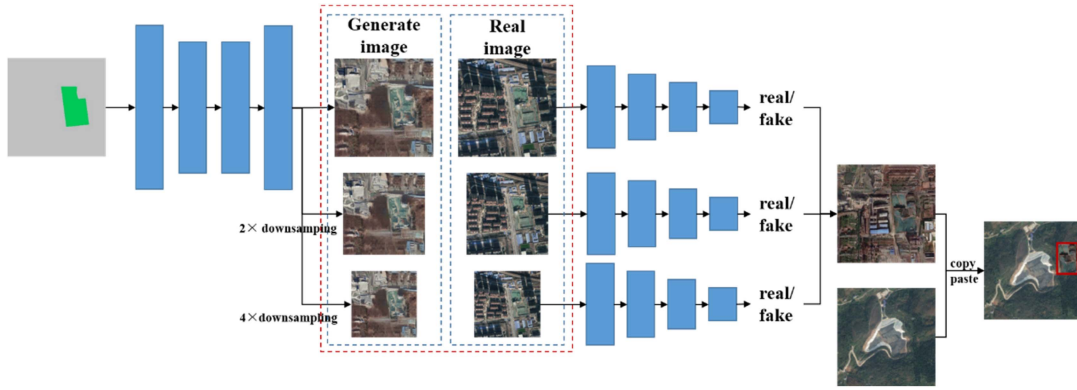 Generate
image
Real
image
real/
fake
2× downsamping
real/
fake
copy
paste
4×downsamping
real/
fake